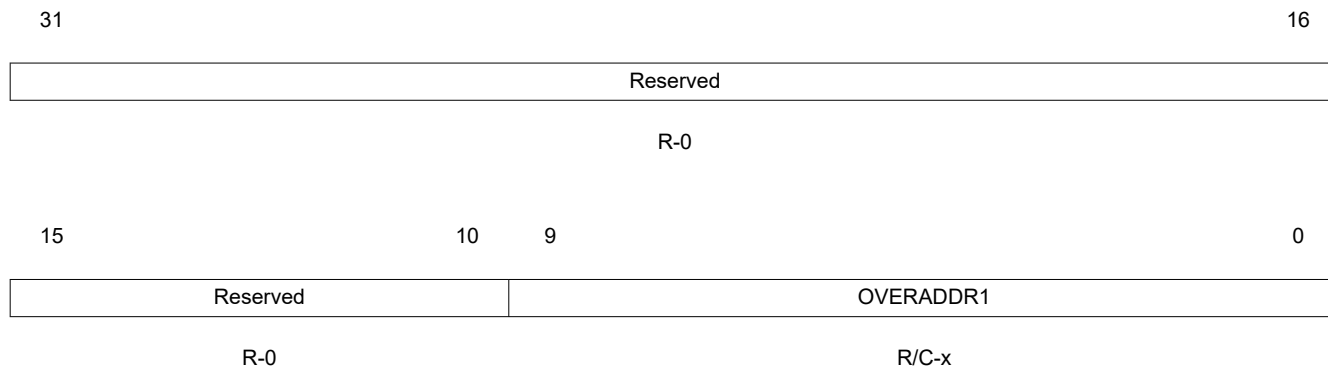 31 16
Reserved
R-0
15 10 9 0
Reserved OVERADDR1
R-0 R/C-x